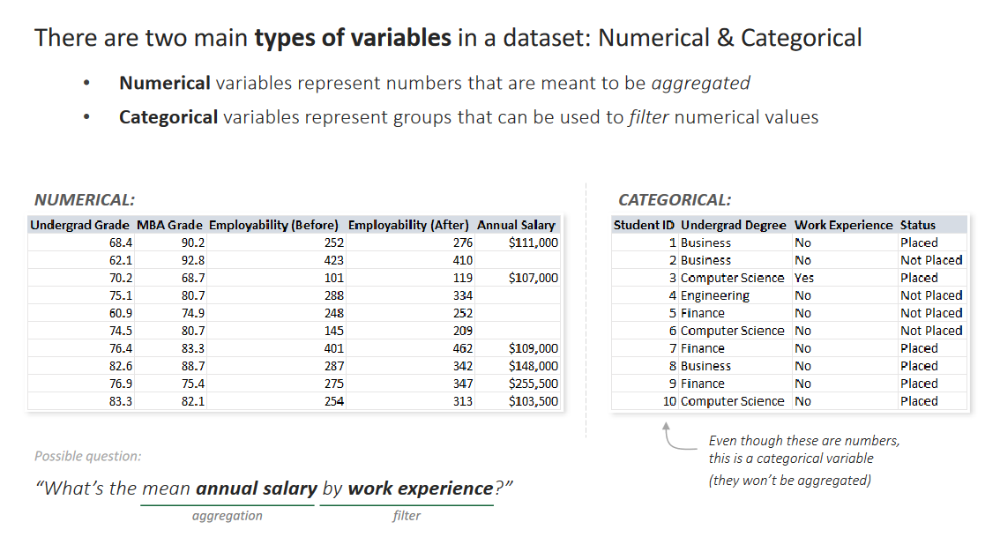 There are two main types of variables in a dataset: Numerical & Categorical
• Numerical variables represent numbers that are meant to be aggregated
• Categorical variables represent groups that can be used to filter numerical values
NUMERICAL:
Undergrad Grade MBA Grade Employability (Before) Employability (After) Annual Salary
68.4 90.2 252 276 $111,000
62.1 92.8 423 410
70.2 68.7 101 119 $107,000
75.1 80.7 288 334
60.9 74.9 248 252
74.5 80.7 145 209
76.4 83.3 401 462 $109,000
82.6 88.7 287 342 $148,000
76.9 75.4 275 347 $255,500
83.3 82.1 254 313 $103,500
CATEGORICAL:
Student ID Undergrad Degree Work Experience Status
1 Business No Placed
2 Business No Not Placed
3 Computer Science Yes Placed
4 Engineering No Not Placed
5 Finance No Not Placed
6 Computer Science No Not Placed
7 Finance No Placed
8 Business No Placed
9 Finance No Placed
10 Computer Science No Placed
Even though these are numbers,
this is a categorical variable
(they won’t be aggregated)
Possible question:
“What’s the mean annual salary by work experience?”
aggregation filter